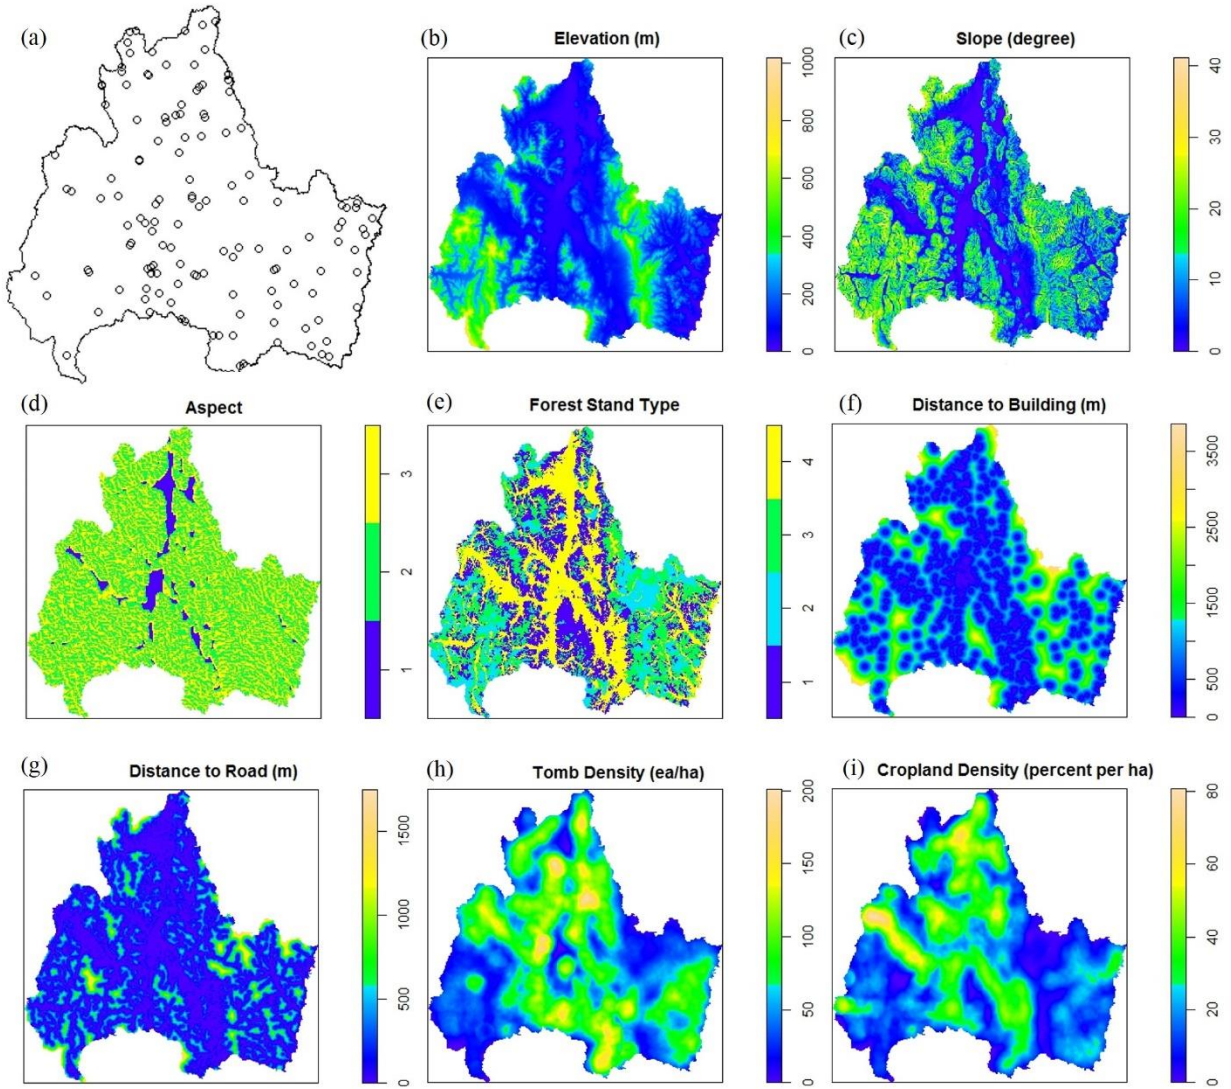 (a)
(b) Elevation (m)
0 200 400 600 800 1000
(c) Slope (degree)
0 10 20 30 40
(d) Aspect
1 2 3
(e) Forest Stand Type
1 2 3 4
(f) Distance to Building (m)
0 500 1500 2500 3500
(g) Distance to Road (m)
0 500 1000 1500
(h) Tomb Density (ea/ha)
0 50 100 150 200
(i) Cropland Density (percent per ha)
0 20 40 60 80